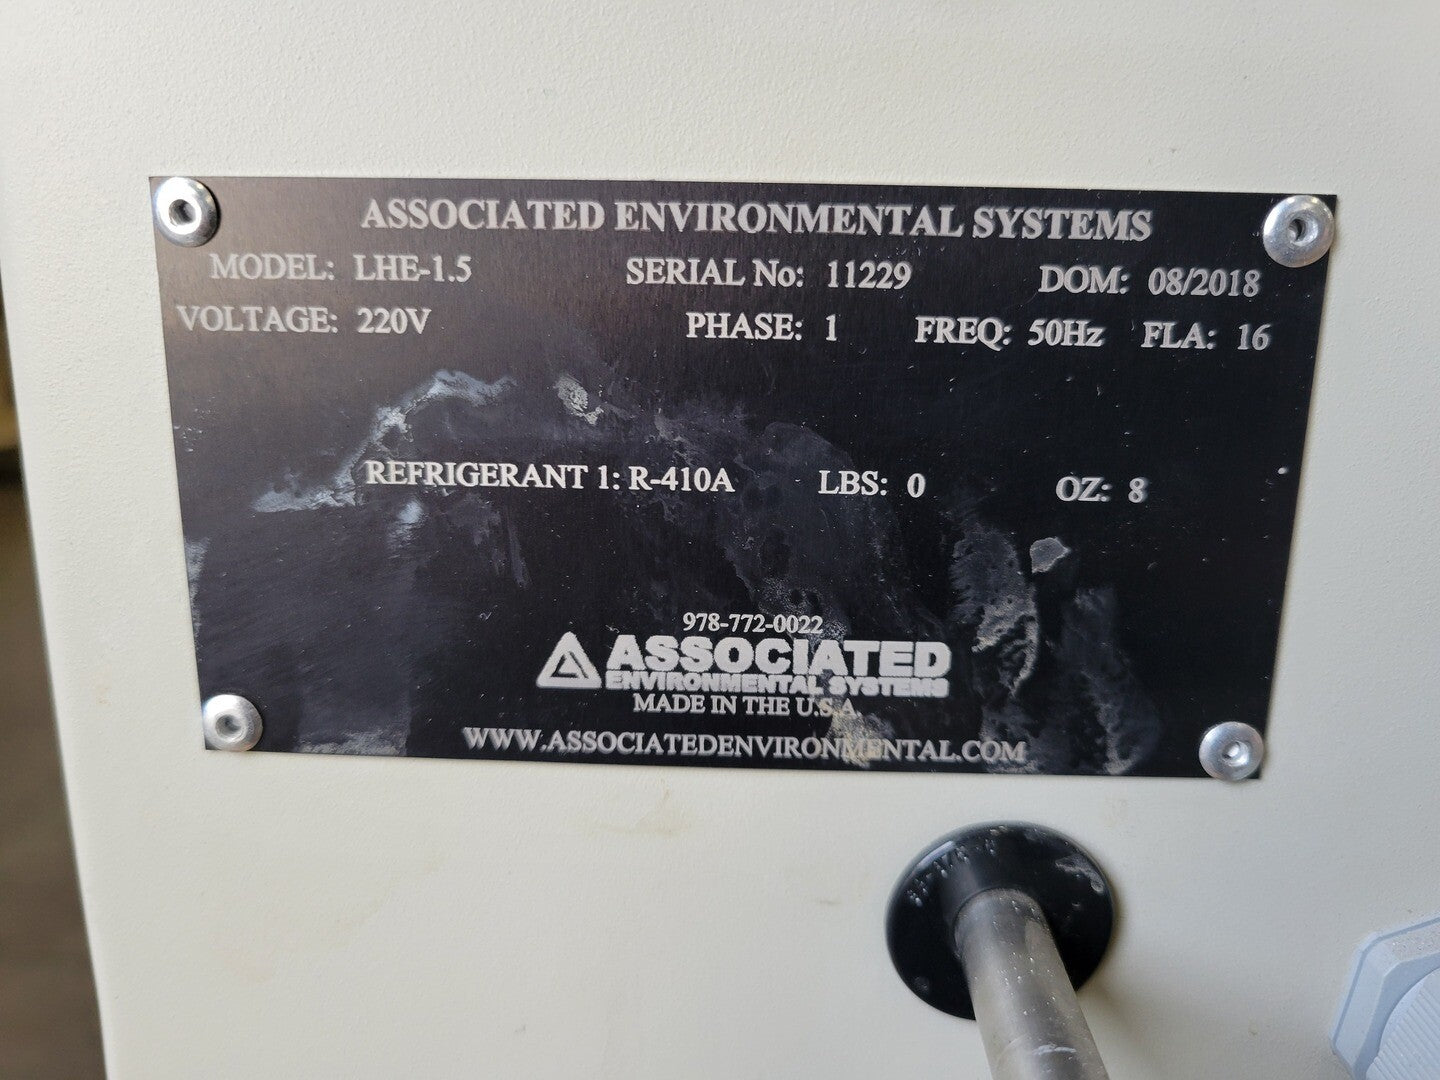 ASSOCIATED ENVIRONMENTAL SYSTEMS
MODEL: LHE-1.5 SERIAL No: 11229 DOM: 08/2018
VOLTAGE: 220V PHASE: 1 FREQ: 50Hz FLA: 16
REFRIGERANT 1: R-410A LBS: 0 OZ: 8
978-772-0022
ASSOCIATED
ENVIRONMENTAL SYSTEMS
MADE IN THE U.S.A.
WWW.ASSOCIATEDENVIRONMENTAL.COM